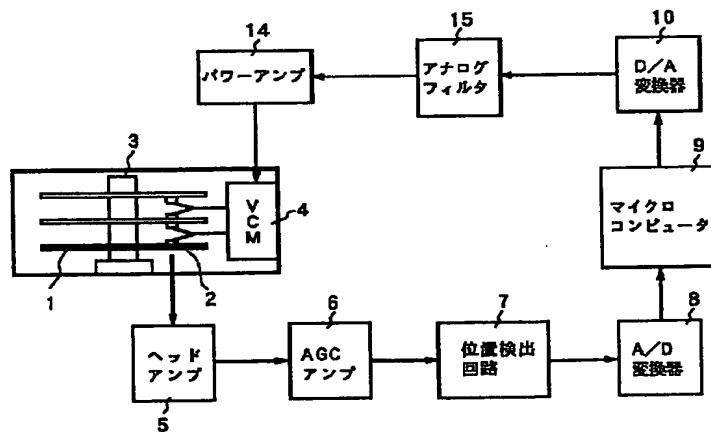 14
パワーアンプ
15
アナログ
フィルタ
10
D/A
変換器
9
マイクロ
コンピュータ
3
V
C
M
4
1
2
ヘッド
アンプ
5
6
AGC
アンプ
7
位置検出
回路
8
A/D
変換器